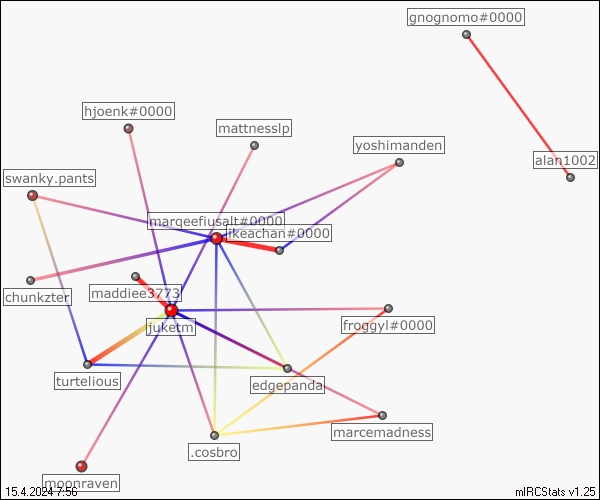 gnognomo#0000
hjoenk#0000
mattnesslp
yoshimanden
alan1002
swanky.pants
marqeefiusalt#0000
ikeachan#0000
chunkzter
maddiee3773
juketm
froggyl#0000
turtelious
edgepanda
marcemadness
.cosbro
moonraven
15.4.2024 7:56
mIRCStats v1.25